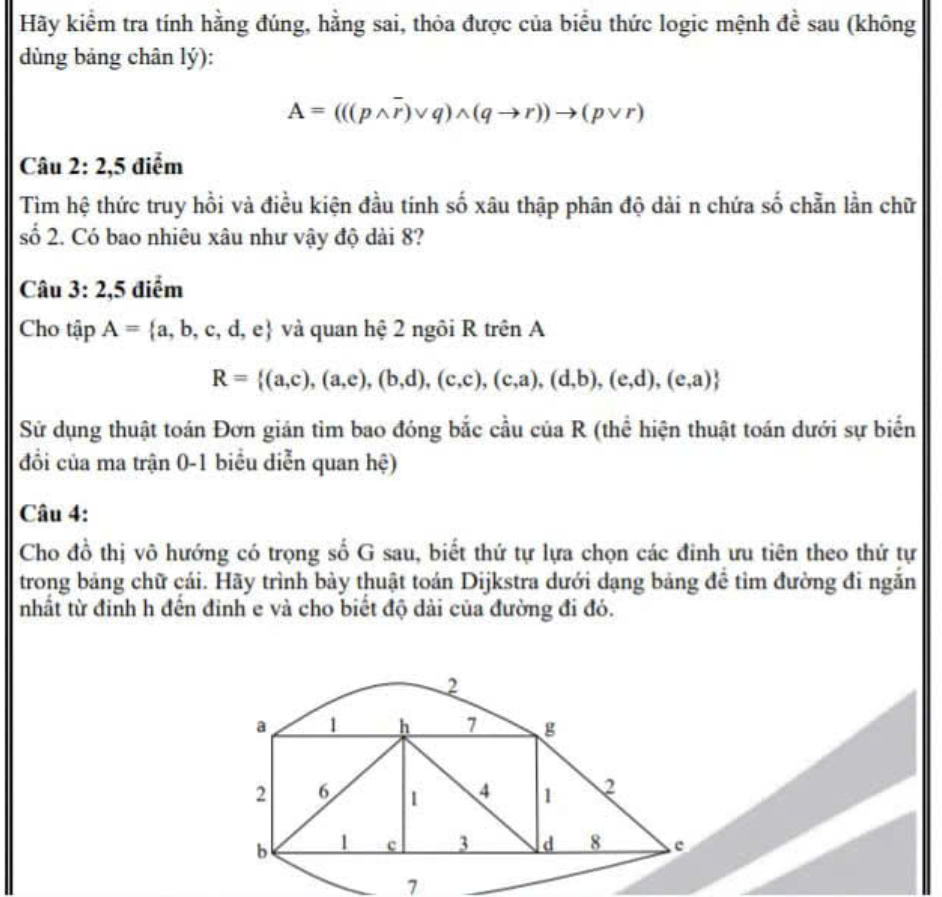 Hãy kiểm tra tính hằng đúng, hằng sai, thỏa được của biểu thức logic mệnh đề sau (không
dùng bảng chân lý):
A = (((p ∧ r̅) ∨ q) ∧ (q → r)) → (p ∨ r)
Câu 2: 2,5 điểm
Tìm hệ thức truy hồi và điều kiện đầu tính số xâu thập phân độ dài n chứa số chẵn lần chữ
số 2. Có bao nhiêu xâu như vậy độ dài 8?
Câu 3: 2,5 điểm
Cho tập A = {a, b, c, d, e} và quan hệ 2 ngôi R trên A
R = {(a,c), (a,e), (b,d), (c,c), (c,a), (d,b), (e,d), (e,a)}
Sử dụng thuật toán Đơn giản tìm bao đóng bắc cầu của R (thể hiện thuật toán dưới sự biến
đổi của ma trận 0-1 biểu diễn quan hệ)
Câu 4:
Cho đồ thị vô hướng có trọng số G sau, biết thứ tự lựa chọn các đỉnh ưu tiên theo thứ tự
trong bảng chữ cái. Hãy trình bày thuật toán Dijkstra dưới dạng bảng để tìm đường đi ngắn
nhất từ đỉnh h đến đỉnh e và cho biết độ dài của đường đi đó.
2
a 1 h 7 g
2 6 1 4 1 2
b 1 c 3 d 8 e
7